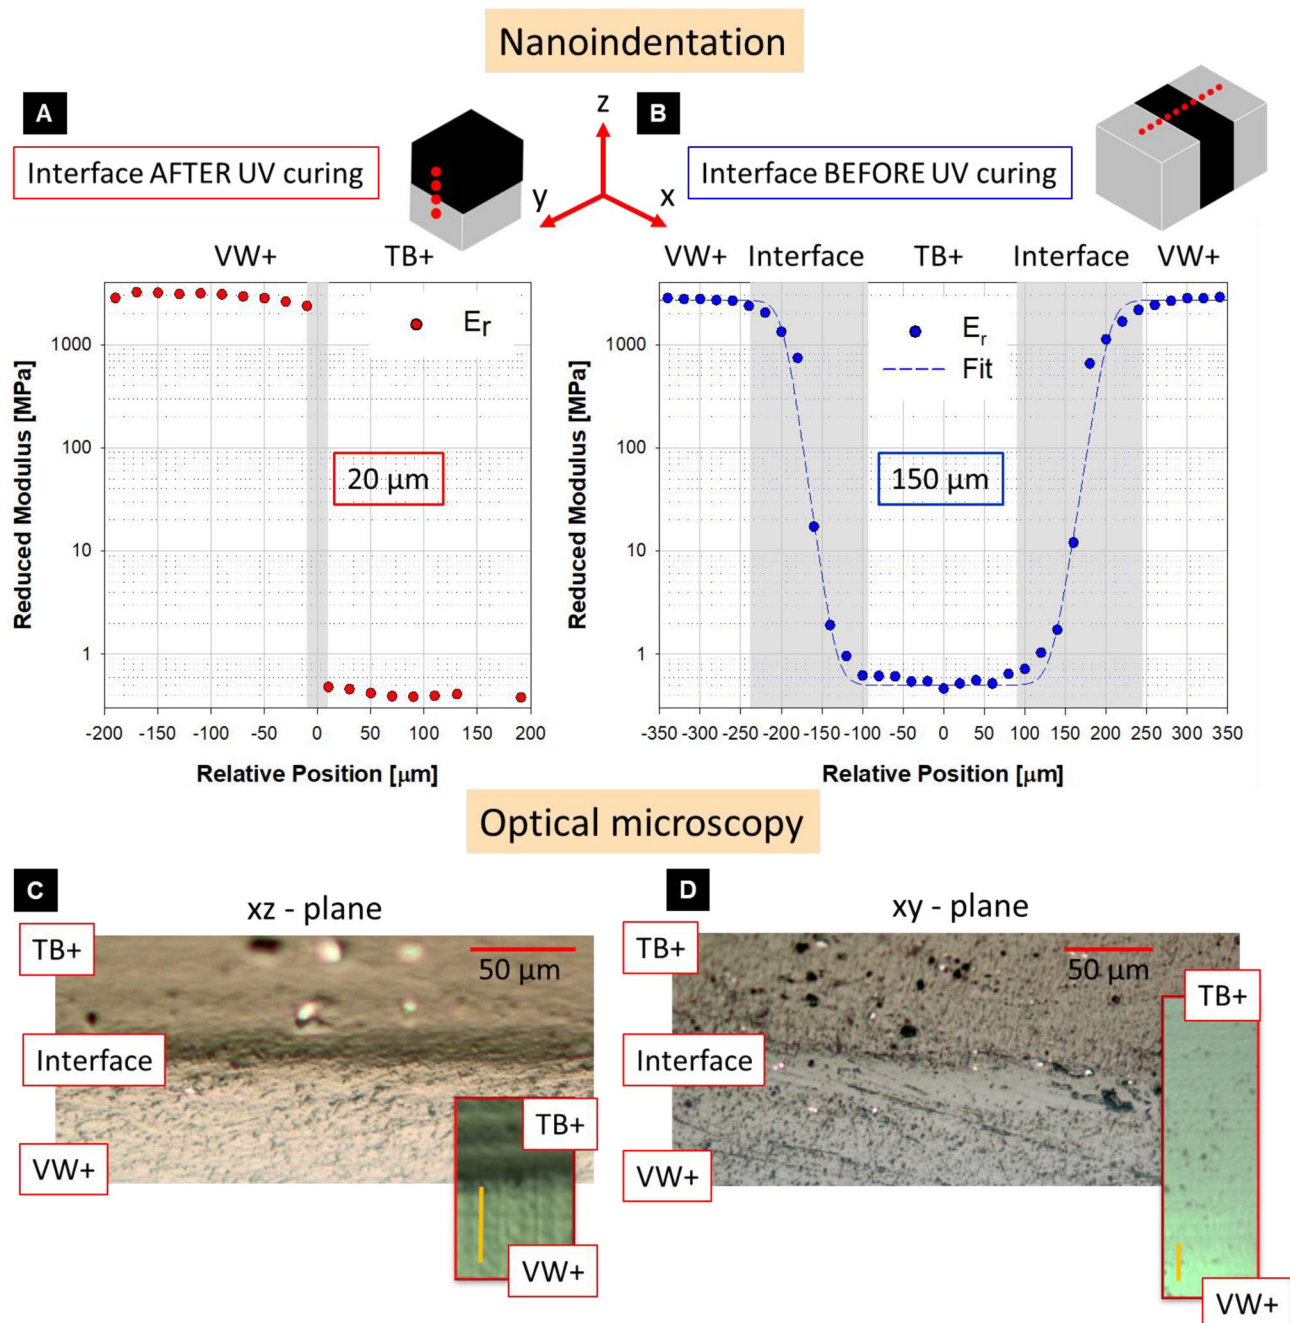 Nanoindentation
A
B
Interface AFTER UV curing
z
y
x
Interface BEFORE UV curing
VW+ TB+
VW+ Interface TB+ Interface VW+
Er
Er
Fit
20 μm
150 μm
Reduced Modulus [MPa]
1000
100
10
1
-200 -150 -100 -50 0 50 100 150 200
Relative Position [μm]
Reduced Modulus [MPa]
1000
100
10
1
-350 -300 -250 -200 -150 -100 -50 0 50 100 150 200 250 300 350
Relative Position [μm]
Optical microscopy
C
xz - plane
TB+
50 μm
Interface
VW+
TB+
VW+
D
xy - plane
TB+
50 μm
Interface
VW+
TB+
VW+